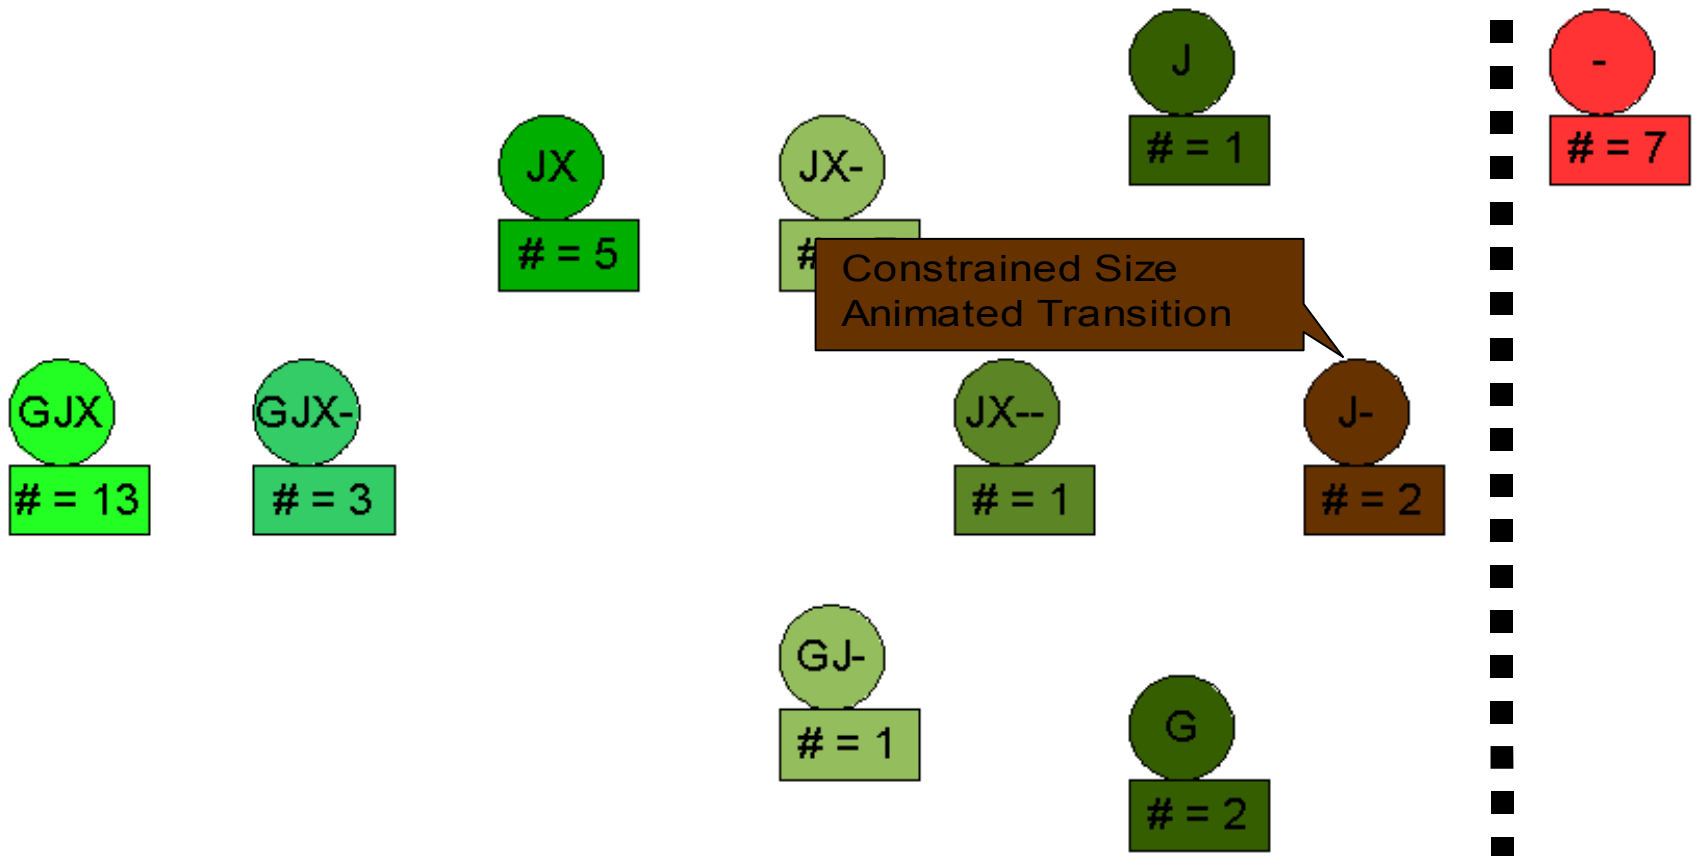 J
-
# = 1
# = 7
JX
JX-
# = 5
#
Constrained Size
Animated Transition
GJX
GJX-
JX--
J-
# = 13
# = 3
# = 1
# = 2
GJ-
# = 1
G
# = 2